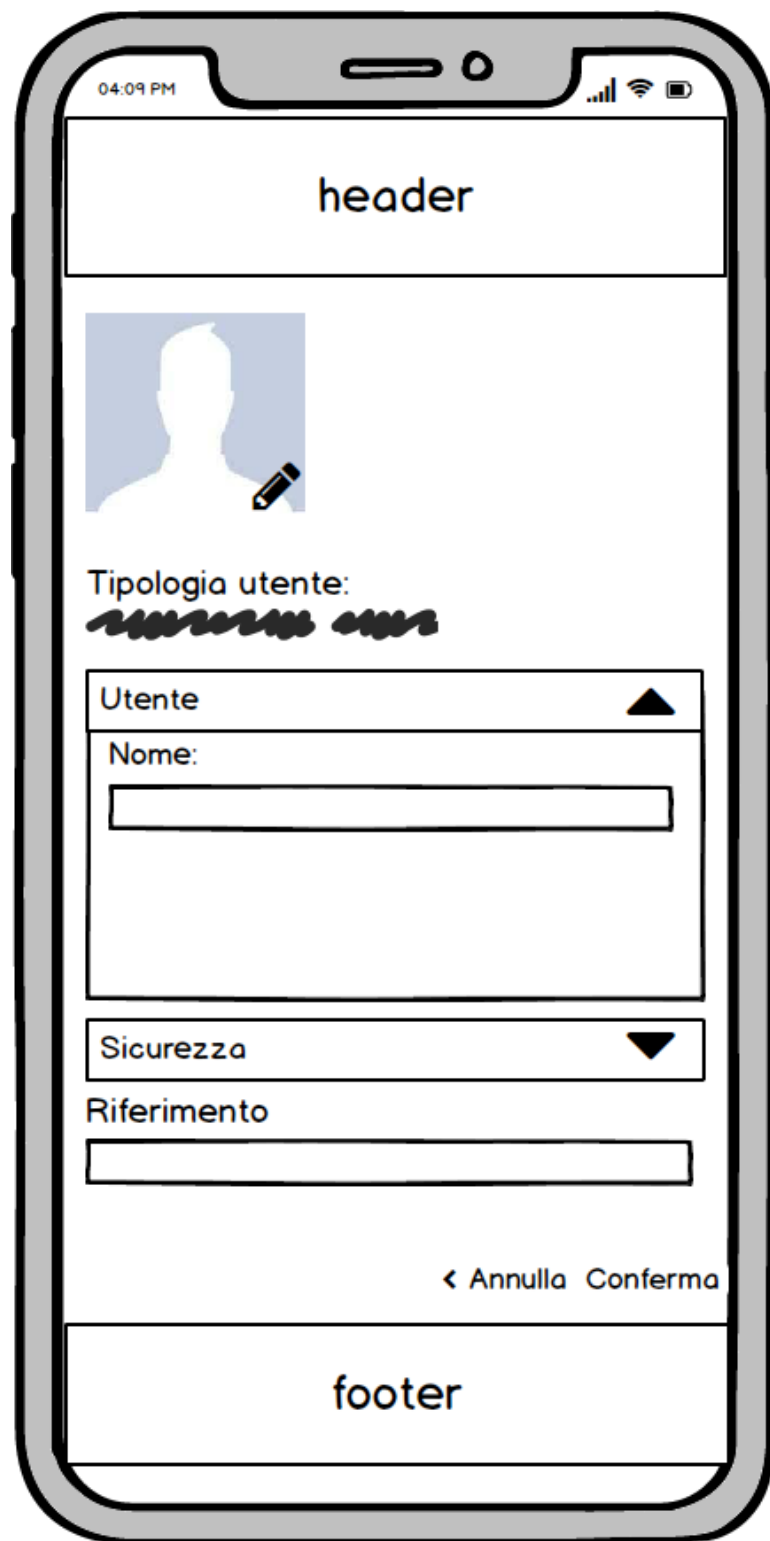 04:09 PM
header
Tipologia utente:
Utente
Nome:
Sicurezza
Riferimento
Annulla Conferma
footer